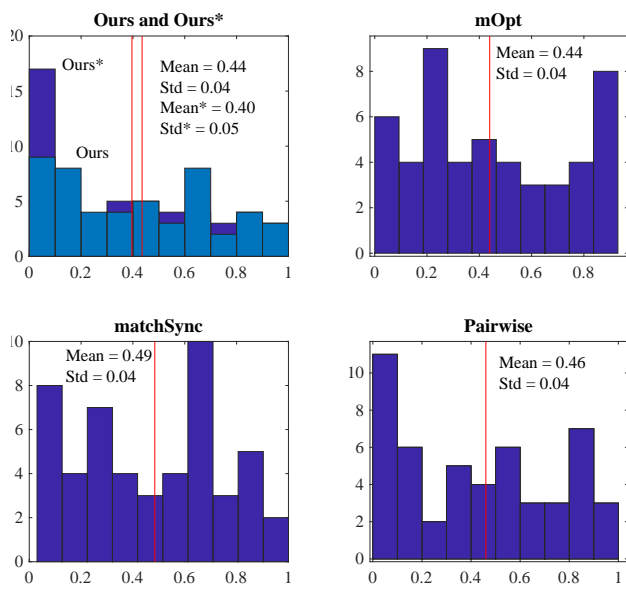 Ours and Ours*
20
15
10
5
0
Ours*
Ours
Mean = 0.44
Std = 0.04
Mean* = 0.40
Std* = 0.05
0 0.2 0.4 0.6 0.8 1
mOpt
8
6
4
2
0
Mean = 0.44
Std = 0.04
0 0.2 0.4 0.6 0.8
matchSync
10
8
6
4
2
0
Mean = 0.49
Std = 0.04
0 0.2 0.4 0.6 0.8 1
Pairwise
10
8
6
4
2
0
Mean = 0.46
Std = 0.04
0 0.2 0.4 0.6 0.8 1